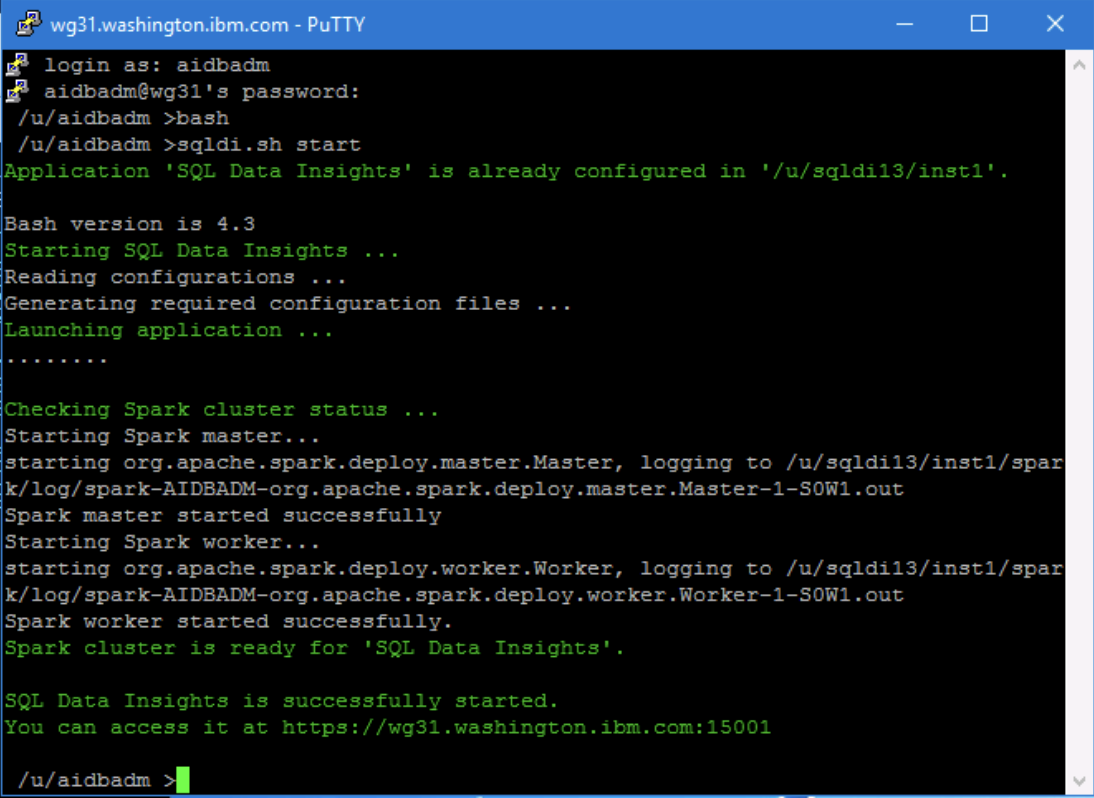 wg31.washington.ibm.com - PuTTY
login as: aidbadm
aidbadm@wg31's password:
/u/aidbadm >bash
/u/aidbadm >sqldi.sh start
Application 'SQL Data Insights' is already configured in '/u/sqldi13/inst1'.
Bash version is 4.3
Starting SQL Data Insights ...
Reading configurations ...
Generating required configuration files ...
Launching application ...
........
Checking Spark cluster status ...
Starting Spark master...
starting org.apache.spark.deploy.master.Master, logging to /u/sqldi13/inst1/spar
k/log/spark-AIDBADM-org.apache.spark.deploy.master.Master-1-S0W1.out
Spark master started successfully
Starting Spark worker...
starting org.apache.spark.deploy.worker.Worker, logging to /u/sqldi13/inst1/spar
k/log/spark-AIDBADM-org.apache.spark.deploy.worker.Worker-1-S0W1.out
Spark worker started successfully.
Spark cluster is ready for 'SQL Data Insights'.
SQL Data Insights is successfully started.
You can access it at https://wg31.washington.ibm.com:15001
/u/aidbadm >